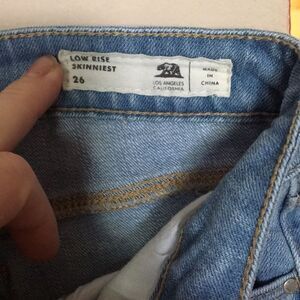 LOW RISE
SKINNIEST
26
LOS ANGELES
CALIFORNIA
MADE
IN
CHINA